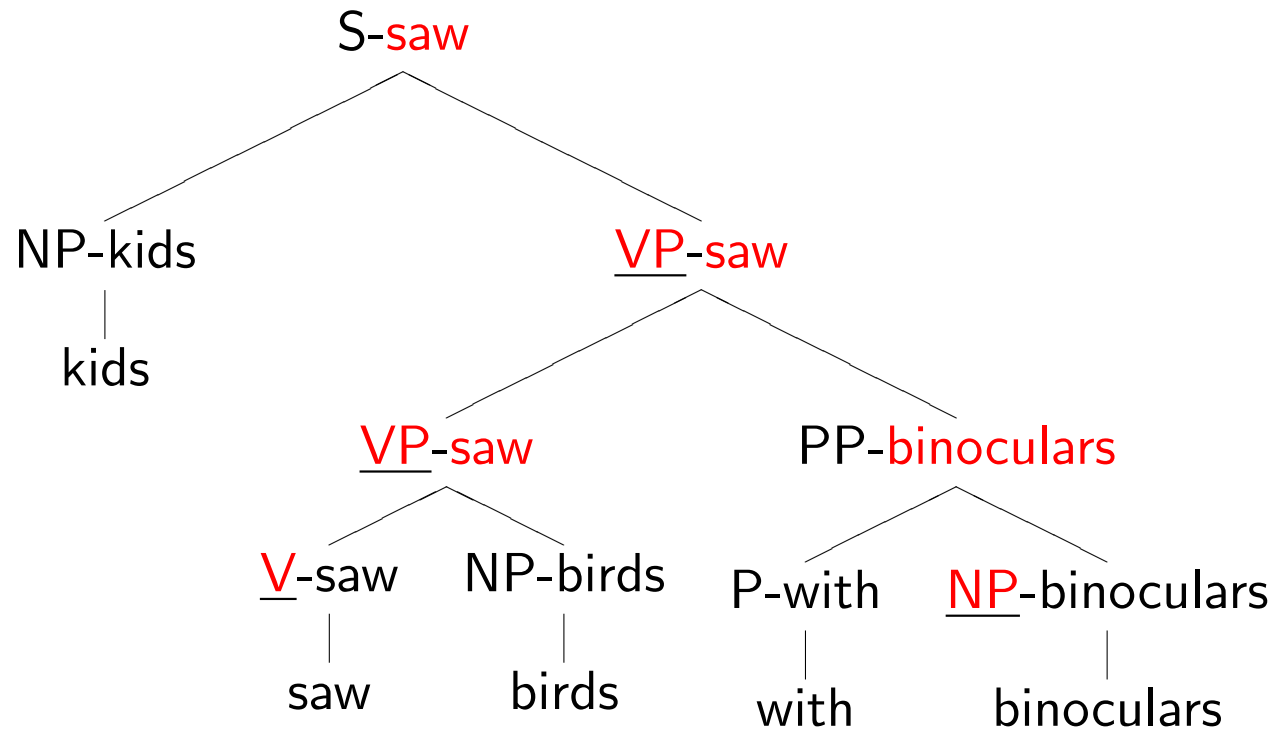 S-saw
NP-kids VP-saw
kids
VP-saw PP-binoculars
V-saw NP-birds P-with NP-binoculars
saw birds with binoculars